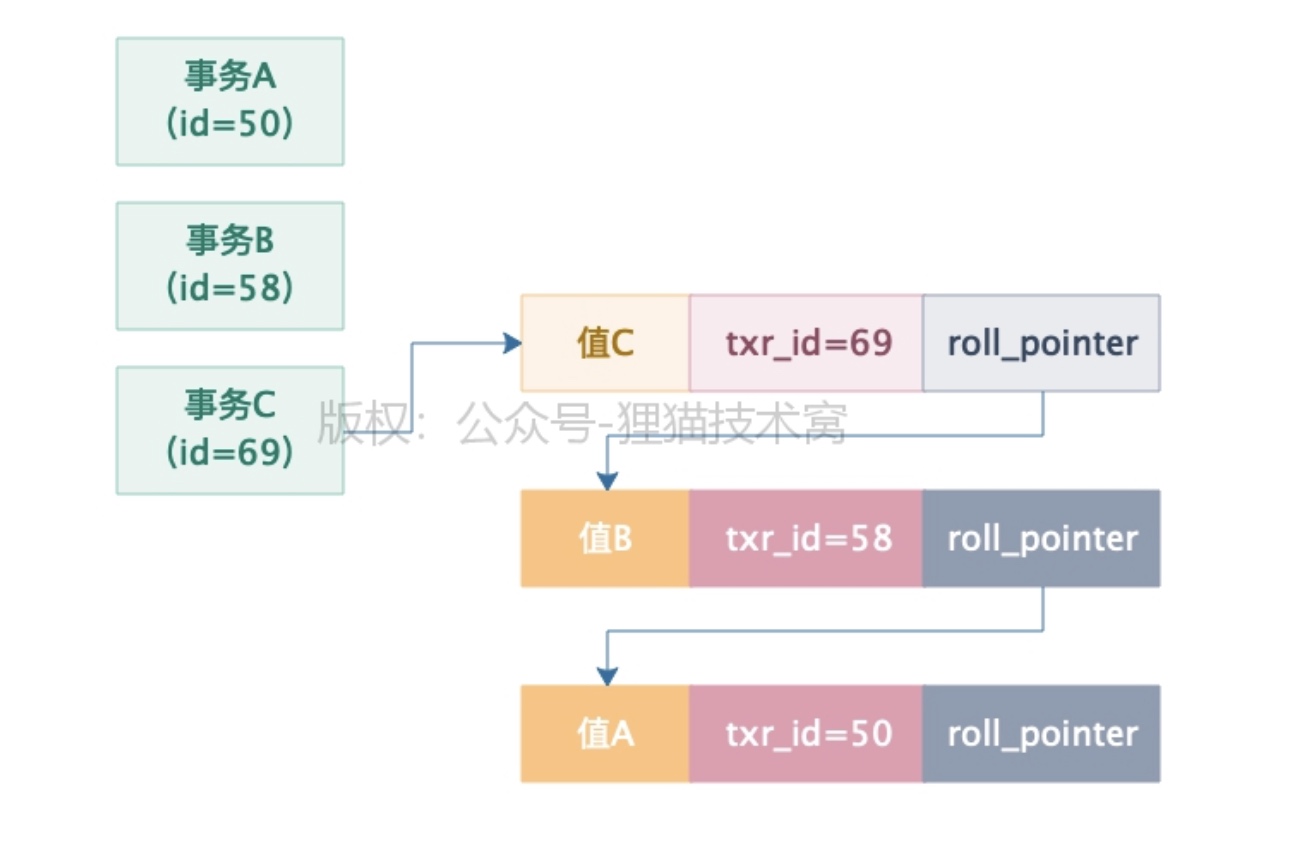 事务A
(id=50)
事务B
(id=58)
事务C
(id=69)
值C txr_id=69 roll_pointer
版权：公众号-狸猫技术窝
值B txr_id=58 roll_pointer
值A txr_id=50 roll_pointer